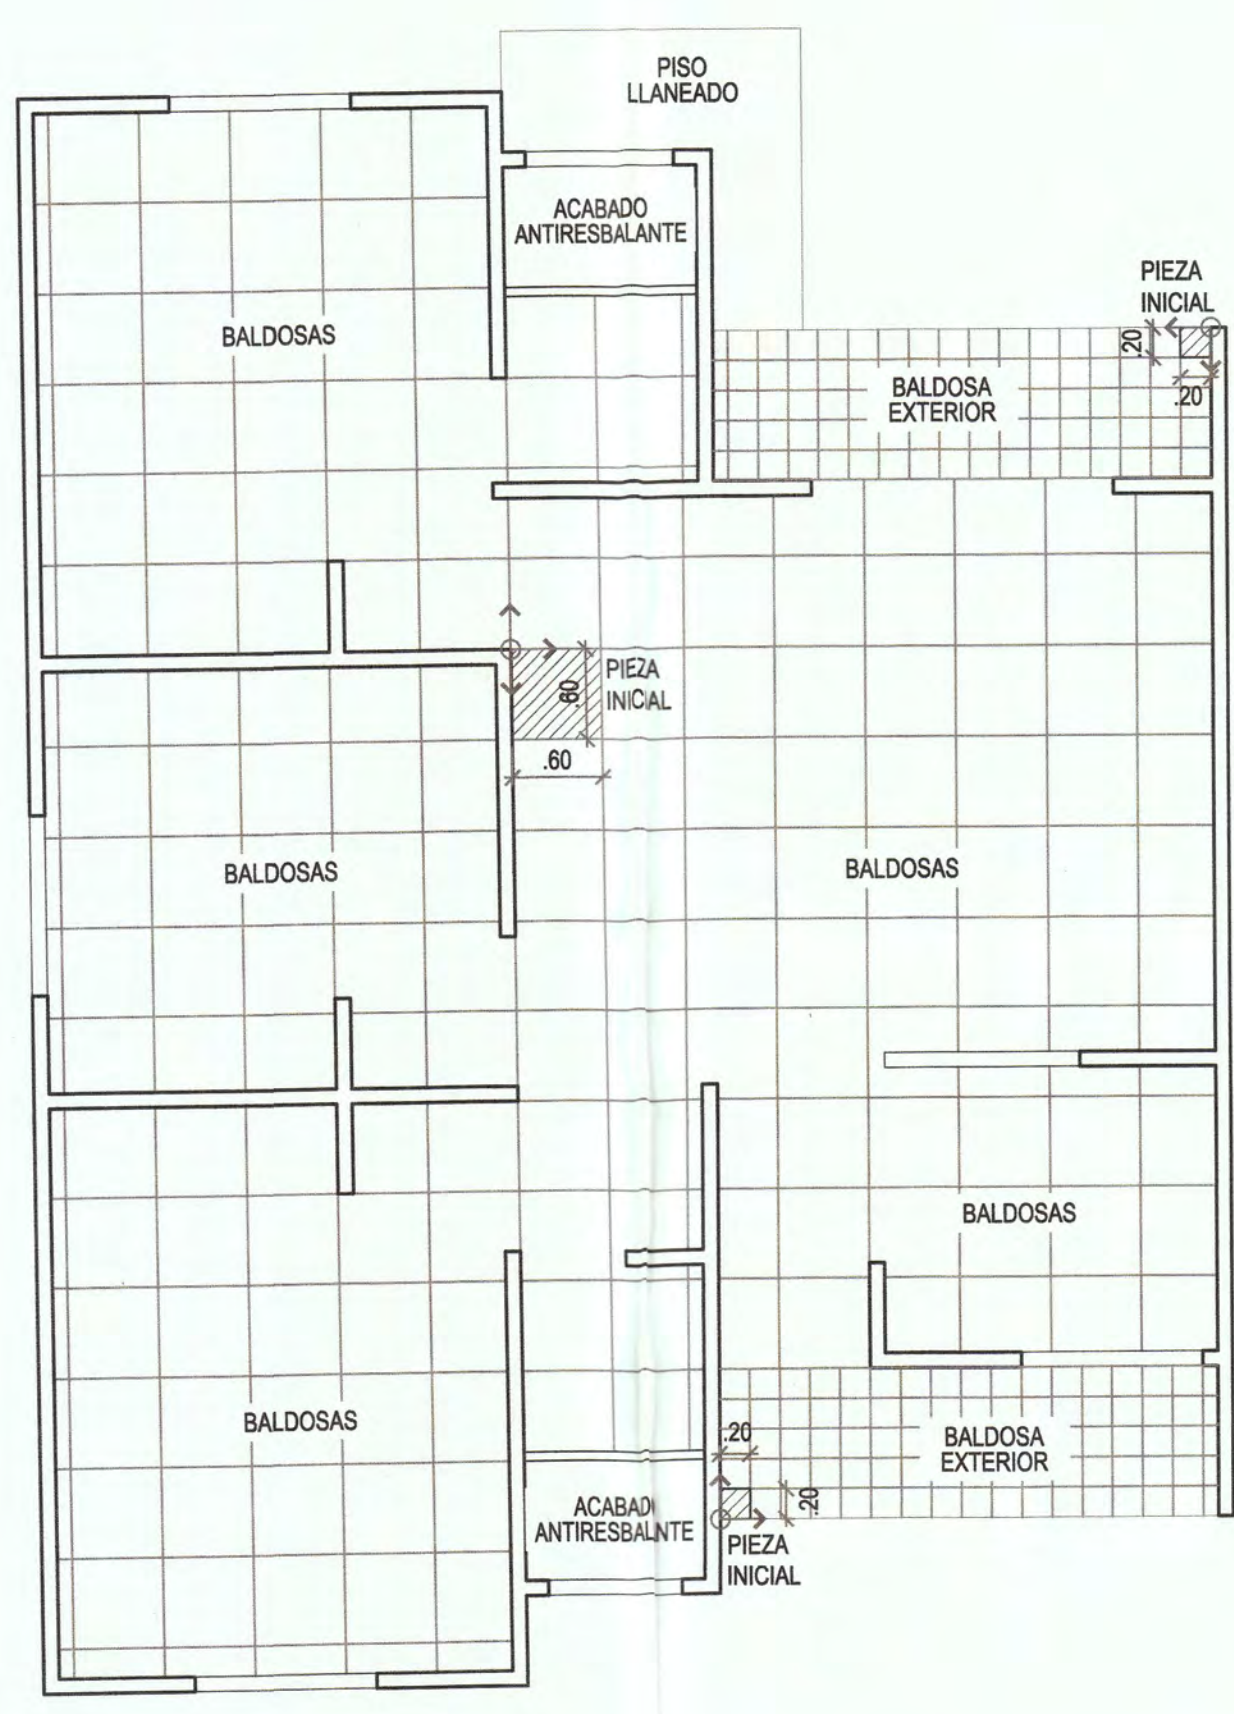 PISO
LLANEADO
ACABADO
ANTIRESBALANTE
PIEZA
INICIAL
BALDOSAS
.20
.20
BALDOSA
EXTERIOR
PIEZA
INICIAL
.60
.60
BALDOSAS
BALDOSAS
BALDOSAS
BALDOSAS
.20
BALDOSA
EXTERIOR
.20
ACABADO
ANTIRESBALNTE
PIEZA
INICIAL